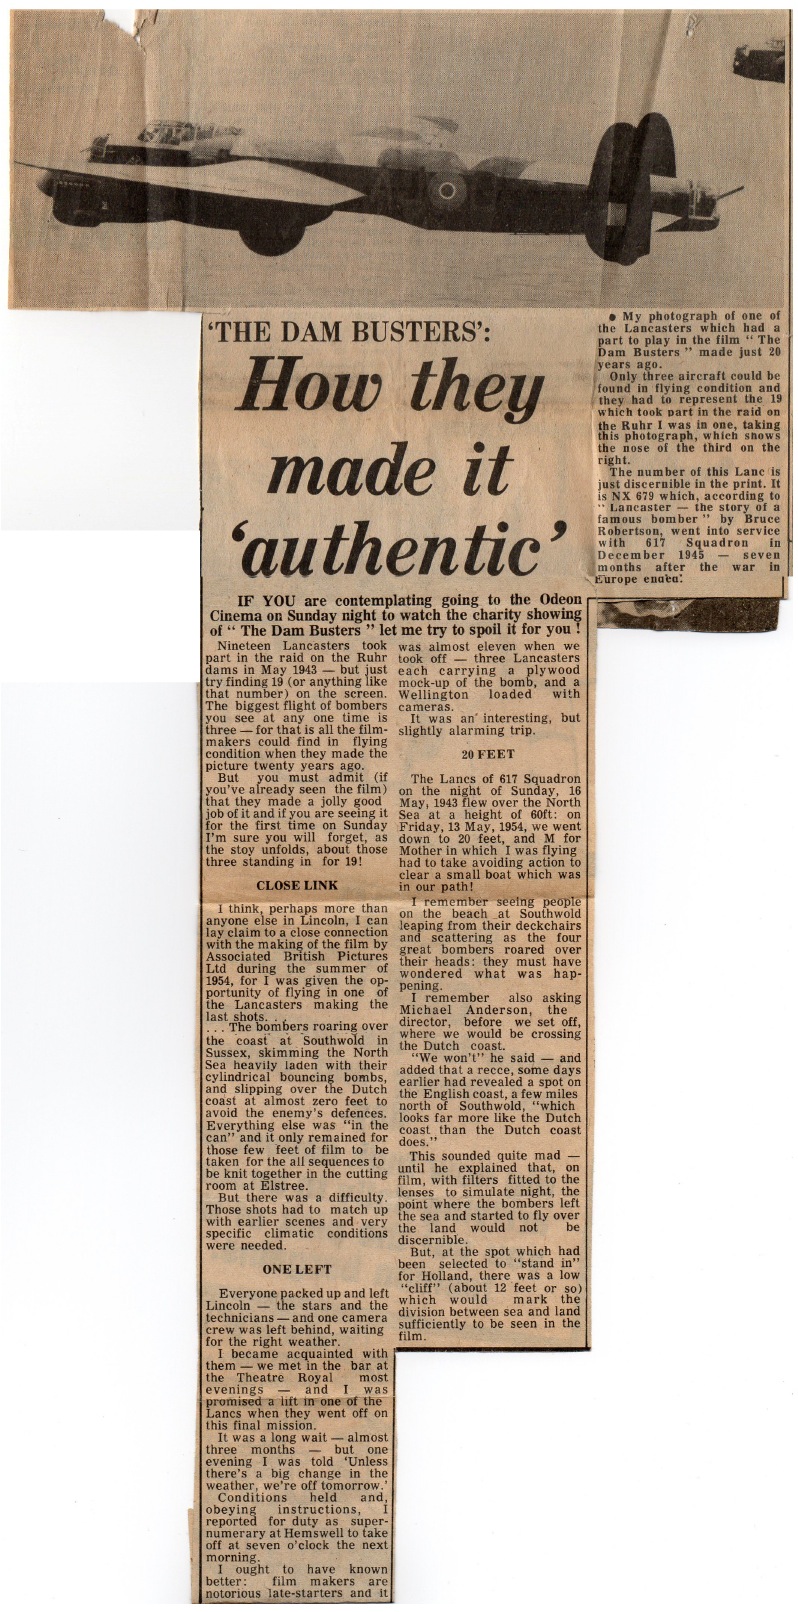 'THE DAM BUSTERS':
How they
made it
'authentic'
● My photograph of one of
the Lancasters which had a
part to play in the film " The
Dam Busters " made just 20
years ago.
Only three aircraft could be
found in flying condition and
they had to represent the 19
which took part in the raid on
the Ruhr I was in one, taking
this photograph, which shows
the nose of the third on the
right.
The number of this Lanc is
just discernible in the print. It
is NX 679 which, according to
" Lancaster — the story of a
famous bomber " by Bruce
Robertson, went into service
with 617 Squadron in
December 1945 — seven
months after the war in
Europe ended.
IF YOU are contemplating going to the Odeon
Cinema on Sunday night to watch the charity showing
of " The Dam Busters " let me try to spoil it for you !
Nineteen Lancasters took
part in the raid on the Ruhr
dams in May 1943 — but just
try finding 19 (or anything like
that number) on the screen.
The biggest flight of bombers
you see at any one time is
three — for that is all the film-
makers could find in flying
condition when they made the
picture twenty years ago.
But you must admit (if
you've already seen the film)
that they made a jolly good
job of it and if you are seeing it
for the first time on Sunday
I'm sure you will forget, as
the stoy unfolds, about those
three standing in for 19!
CLOSE LINK
I think, perhaps more than
anyone else in Lincoln, I can
lay claim to a close connection
with the making of the film by
Associated British Pictures
Ltd during the summer of
1954, for I was given the op-
portunity of flying in one of
the Lancasters making the
last shots. . .
. . . The bombers roaring over
the coast at Southwold in
Sussex, skimming the North
Sea heavily laden with their
cylindrical bouncing bombs,
and slipping over the Dutch
coast at almost zero feet to
avoid the enemy's defences.
Everything else was "in the
can" and it only remained for
those few feet of film to be
taken for the all sequences to
be knit together in the cutting
room at Elstree.
But there was a difficulty.
Those shots had to match up
with earlier scenes and very
specific climatic conditions
were needed.
ONE LEFT
Everyone packed up and left
Lincoln — the stars and the
technicians — and one camera
crew was left behind, waiting
for the right weather.
I became acquainted with
them — we met in the bar at
the Theatre Royal most
evenings — and I was
promised a lift in one of the
Lancs when they went off on
this final mission.
It was a long wait — almost
three months — but one
evening I was told 'Unless
there's a big change in the
weather, we're off tomorrow.'
Conditions held and,
obeying instructions, I
reported for duty as super-
numerary at Hemswell to take
off at seven o'clock the next
morning.
I ought to have known
better: film makers are
notorious late-starters and it
was almost eleven when we
took off — three Lancasters
each carrying a plywood
mock-up of the bomb, and a
Wellington loaded with
cameras.
It was an interesting, but
slightly alarming trip.
20 FEET
The Lancs of 617 Squadron
on the night of Sunday, 16
May, 1943 flew over the North
Sea at a height of 60ft: on
Friday, 13 May, 1954, we went
down to 20 feet, and M for
Mother in which I was flying
had to take avoiding action to
clear a small boat which was
in our path!
I remember seeing people
on the beach at Southwold
leaping from their deckchairs
and scattering as the four
great bombers roared over
their heads: they must have
wondered what was hap-
pening.
I remember also asking
Michael Anderson, the
director, before we set off,
where we would be crossing
the Dutch coast.
"We won't" he said — and
added that a recce, some days
earlier had revealed a spot on
the English coast, a few miles
north of Southwold, "which
looks far more like the Dutch
coast than the Dutch coast
does."
This sounded quite mad —
until he explained that, on
film, with filters fitted to the
lenses to simulate night, the
point where the bombers left
the sea and started to fly over
the land would not be
discernible.
But, at the spot which had
been selected to "stand in"
for Holland, there was a low
"cliff" (about 12 feet or so)
which would mark the
division between sea and land
sufficiently to be seen in the
film.